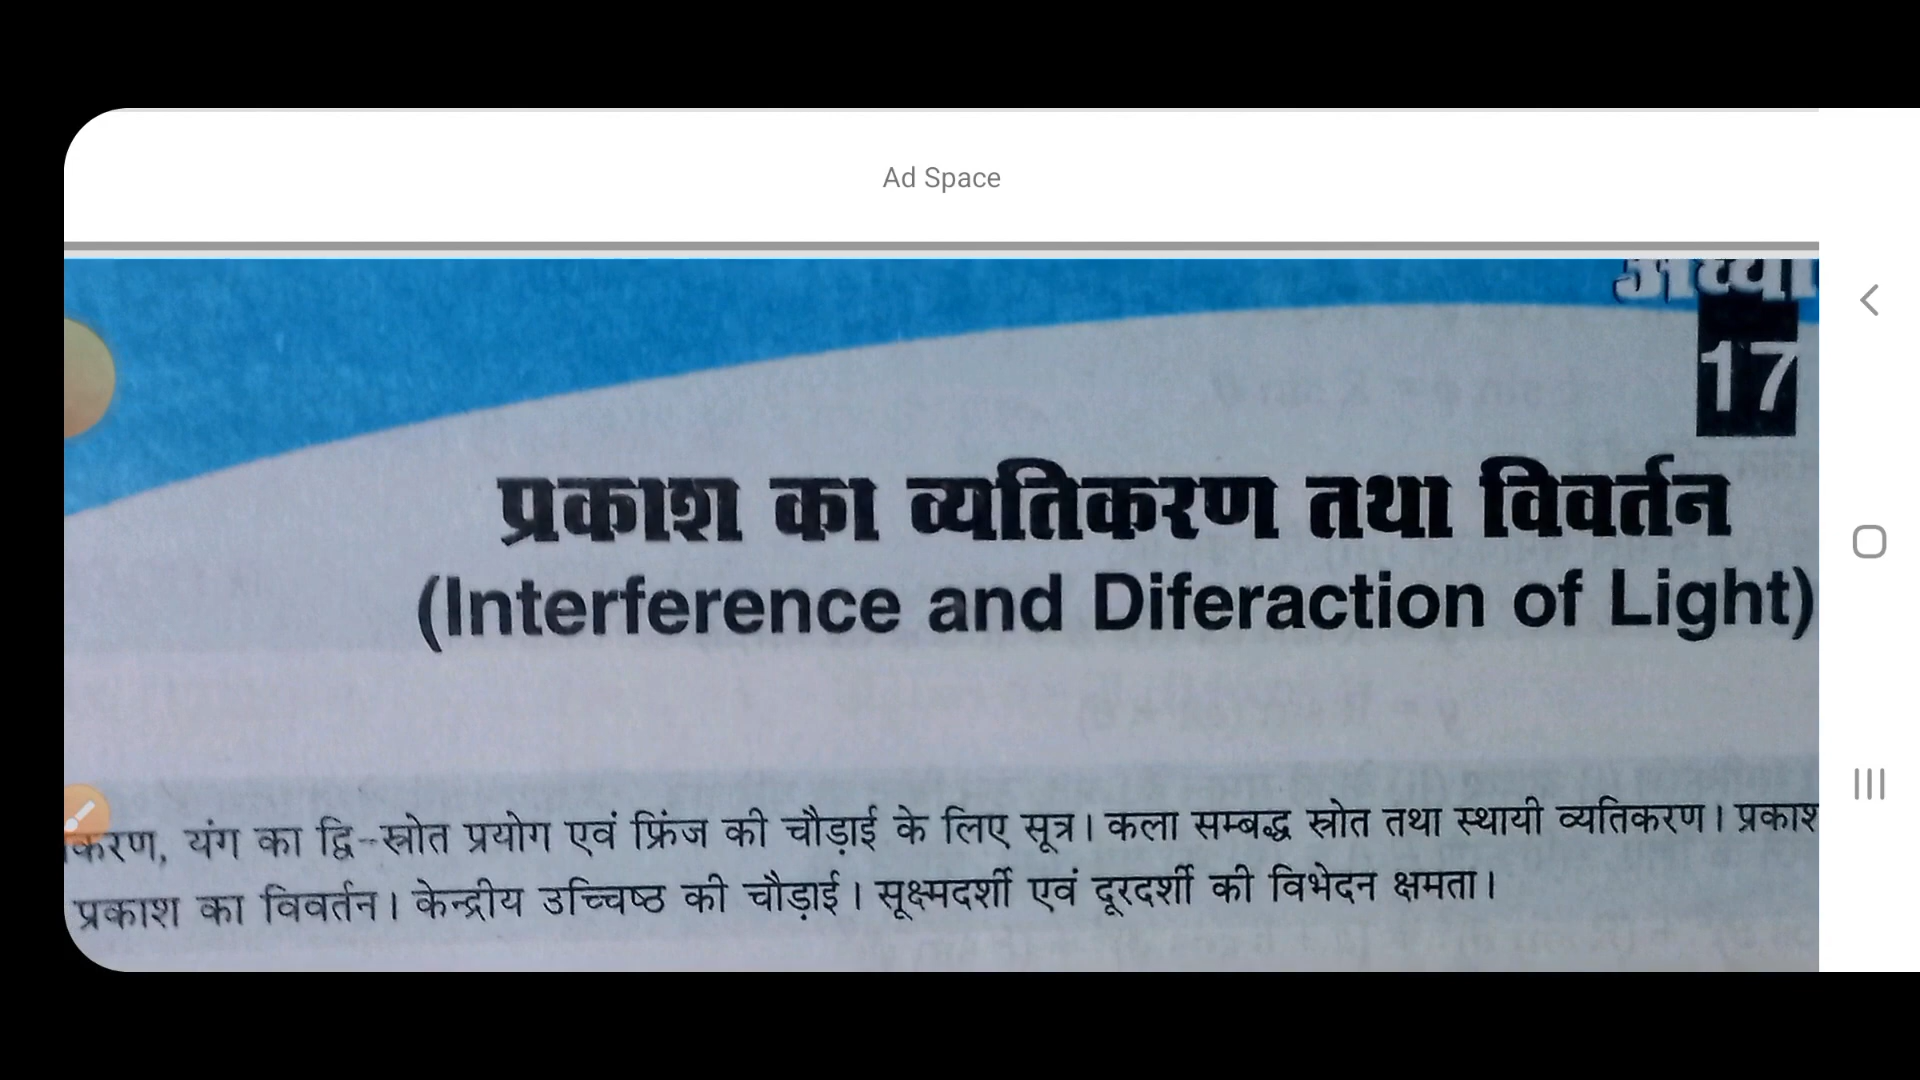 Ad Space
17
प्रकाश का व्यतिकरण तथा विवर्तन
(Interference and Diferaction of Light)
करण, यंग का द्वि-स्रोत प्रयोग एवं फ्रिंज की चौड़ाई के लिए सूत्र। कला सम्बद्ध स्रोत तथा स्थायी व्यतिकरण। प्रकाश
प्रकाश का विवर्तन। केन्द्रीय उच्चिष्ठ की चौड़ाई। सूक्ष्मदर्शी एवं दूरदर्शी की विभेदन क्षमता।